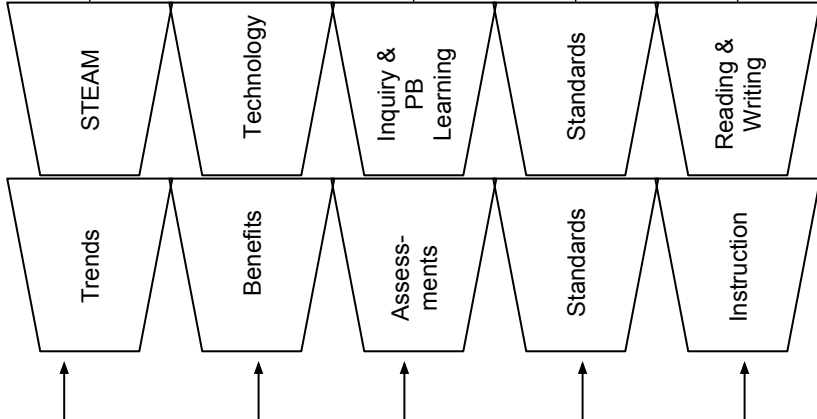 STEAM
Technology
Inquiry &
PB
Learning
Standards
Reading &
Writing
Trends
Benefits
Assess-
ments
Standards
Instruction